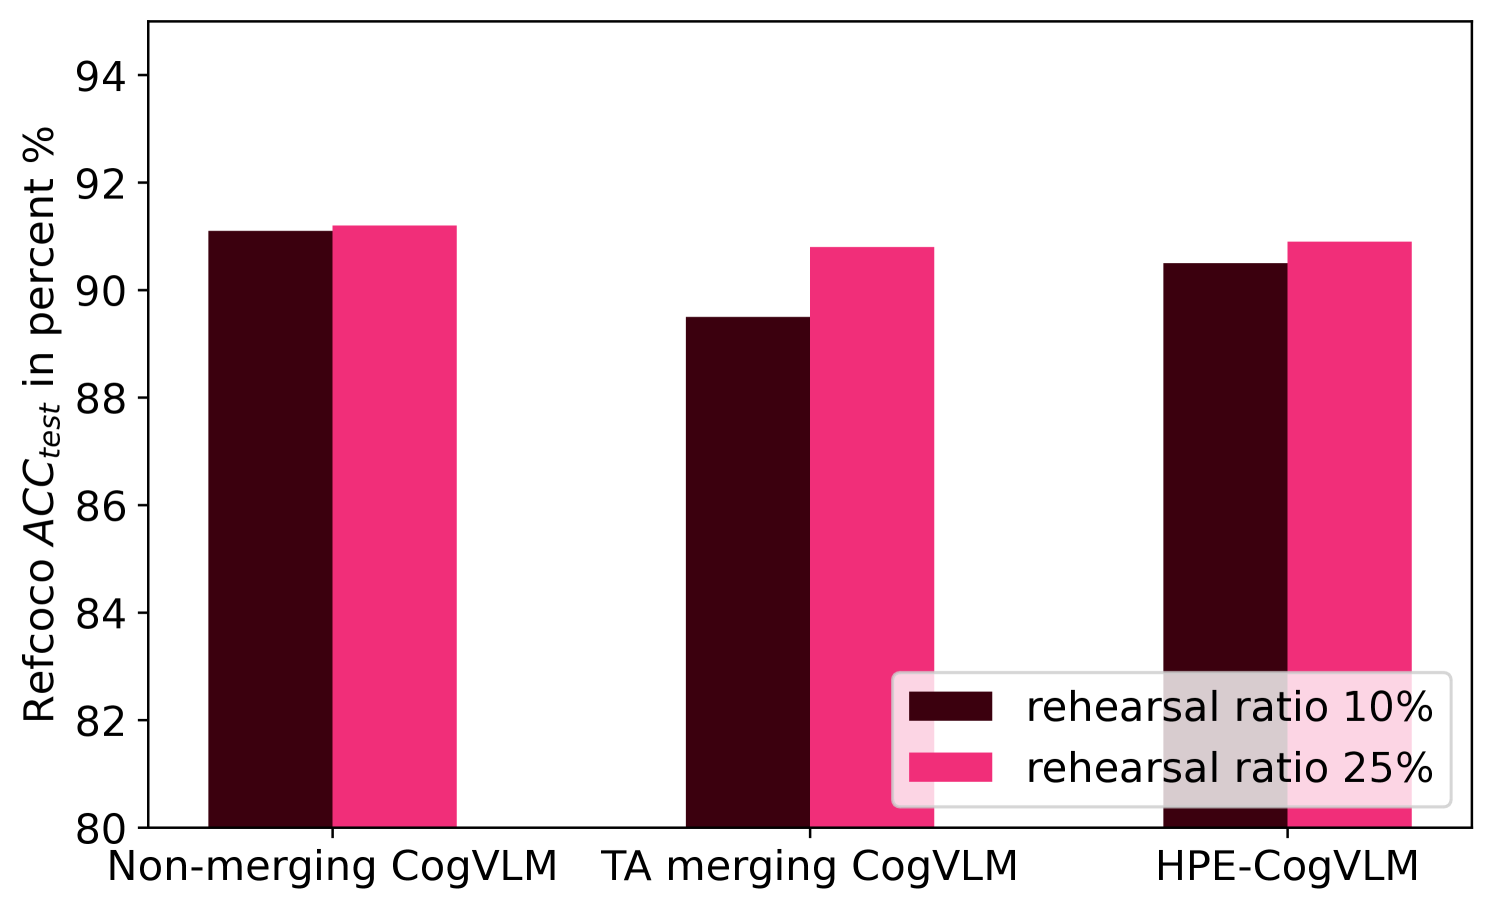 Refcoco ACC_test in percent %
94
92
90
88
86
84
82
80
rehearsal ratio 10%
rehearsal ratio 25%
Non-merging CogVLM
TA merging CogVLM
HPE-CogVLM